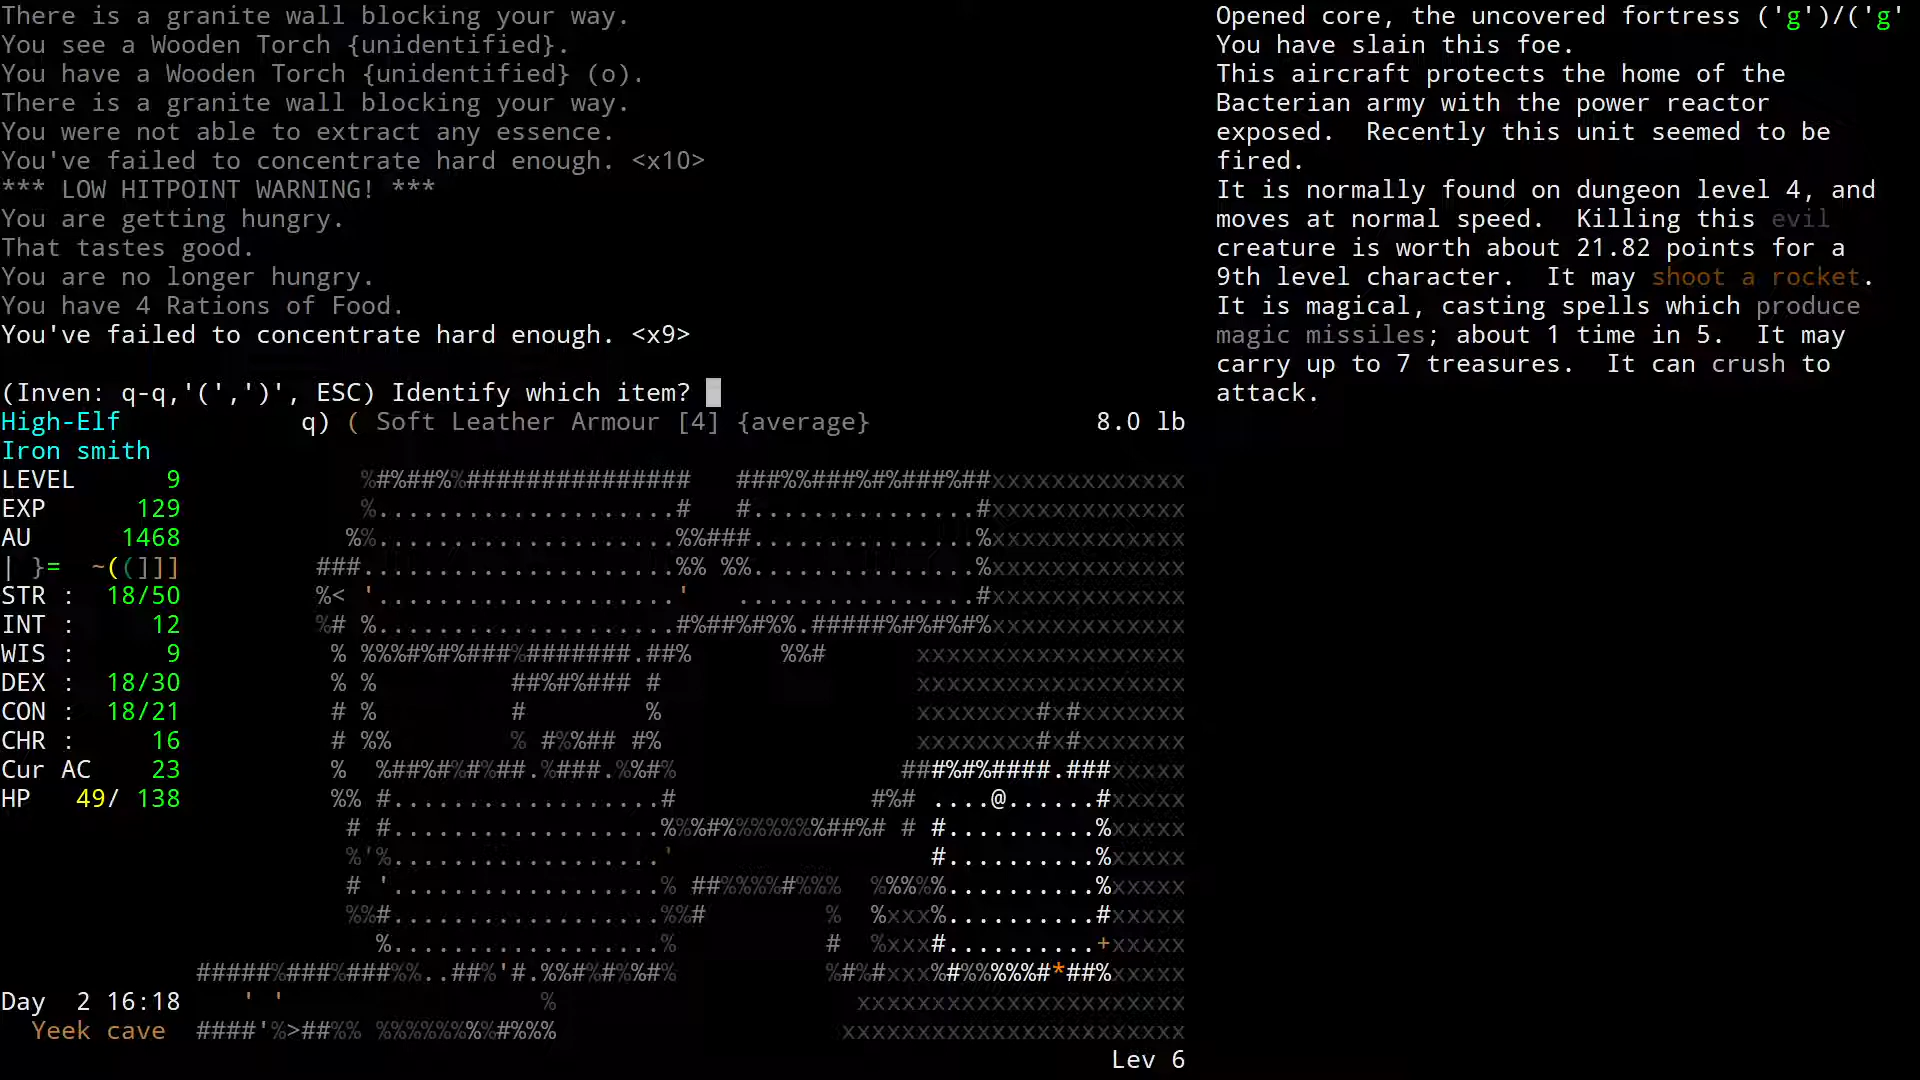 There is a granite wall blocking your way.
You see a Wooden Torch {unidentified}.
You have a Wooden Torch {unidentified} (o).
There is a granite wall blocking your way.
You were not able to extract any essence.
You've failed to concentrate hard enough. <x10>
*** LOW HITPOINT WARNING! ***
You are getting hungry.
That tastes good.
You are no longer hungry.
You have 4 Rations of Food.
You've failed to concentrate hard enough. <x9>
(Inven: q-q,'(',')', ESC) Identify which item?
q) ( Soft Leather Armour [4] {average} 8.0 lb
High-Elf
Iron smith
LEVEL 9
EXP 129
AU 1468
| }= ~((]]]
STR : 18/50
INT : 12
WIS : 9
DEX : 18/30
CON : 18/21
CHR : 16
Cur AC 23
HP 49/ 138
Day 2 16:18
Yeek cave
Lev 6
Opened core, the uncovered fortress ('g')/('g'
You have slain this foe.
This aircraft protects the home of the
Bacterian army with the power reactor
exposed. Recently this unit seemed to be
fired.
It is normally found on dungeon level 4, and
moves at normal speed. Killing this evil
creature is worth about 21.82 points for a
9th level character. It may shoot a rocket.
It is magical, casting spells which produce
magic missiles; about 1 time in 5. It may
carry up to 7 treasures. It can crush to
attack.